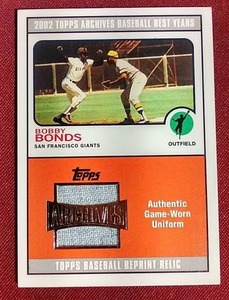 2002 TOPPS ARCHIVES BASEBALL BEST YEARS
BOBBY
BONDS
SAN FRANCISCO GIANTS
OUTFIELD
Topps
ARCHIVES
Authentic
Game-Worn
Uniform
TOPPS BASEBALL REPRINT RELIC